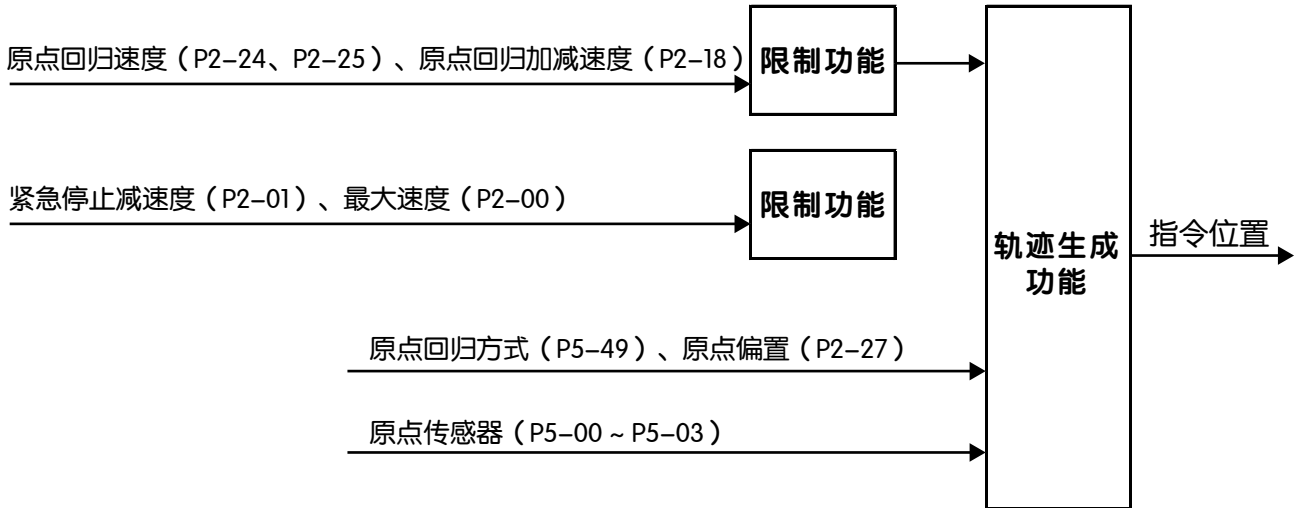 原点回归速度（P2-24、P2-25）、原点回归加减速度（P2-18）
限制功能
紧急停止减速度（P2-01）、最大速度（P2-00）
限制功能
轨迹生成
功能
指令位置
原点回归方式（P5-49）、原点偏置（P2-27）
原点传感器（P5-00 ~ P5-03）